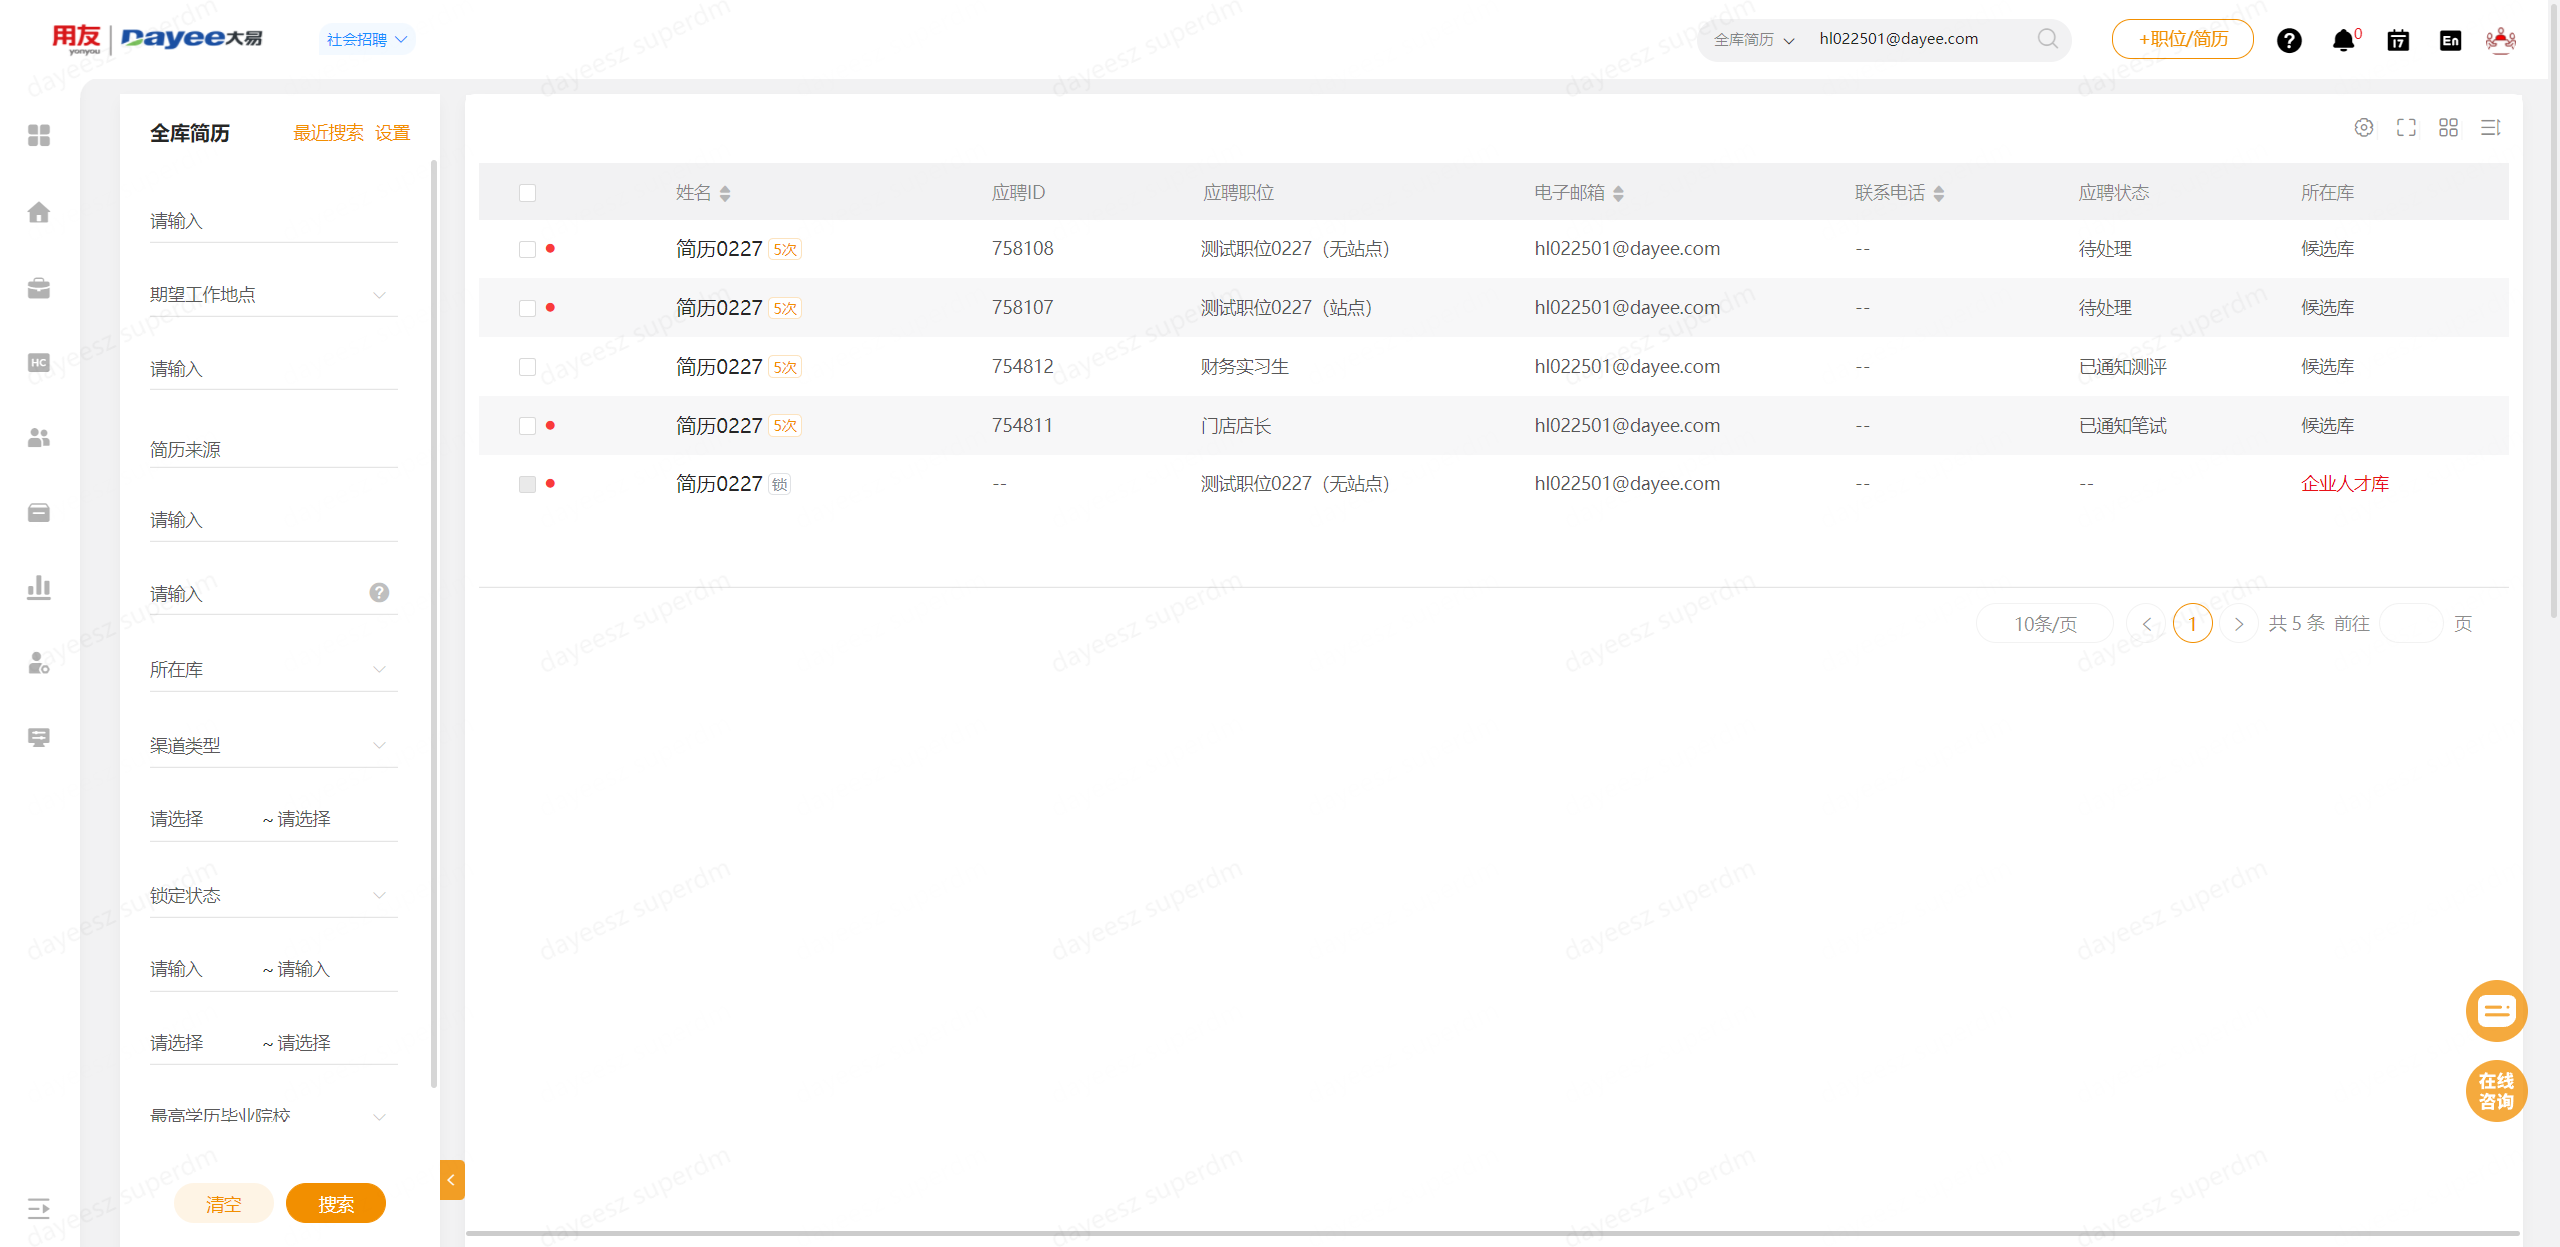 用友 yonyou Dayee大易 社会招聘
全库简历 hl022501@dayee.com +职位/简历 0 17 En
全库简历 最近搜索 设置
请输入
期望工作地点
HC
请输入
简历来源
请输入
请输入
所在库
渠道类型
请选择 ~ 请选择
锁定状态
请输入 ~ 请输入
请选择 ~ 请选择
最高学历毕业院校
清空 搜索
姓名 应聘ID 应聘职位 电子邮箱 联系电话 应聘状态 所在库
简历0227 5次 758108 测试职位0227（无站点） hl022501@dayee.com -- 待处理 候选库
简历0227 5次 758107 测试职位0227（站点） hl022501@dayee.com -- 待处理 候选库
简历0227 5次 754812 财务实习生 hl022501@dayee.com -- 已通知测评 候选库
简历0227 5次 754811 门店店长 hl022501@dayee.com -- 已通知笔试 候选库
简历0227 锁 -- 测试职位0227（无站点） hl022501@dayee.com -- -- 企业人才库
10条/页 1 共 5 条 前往 页
在线
咨询
dayeesz superdm